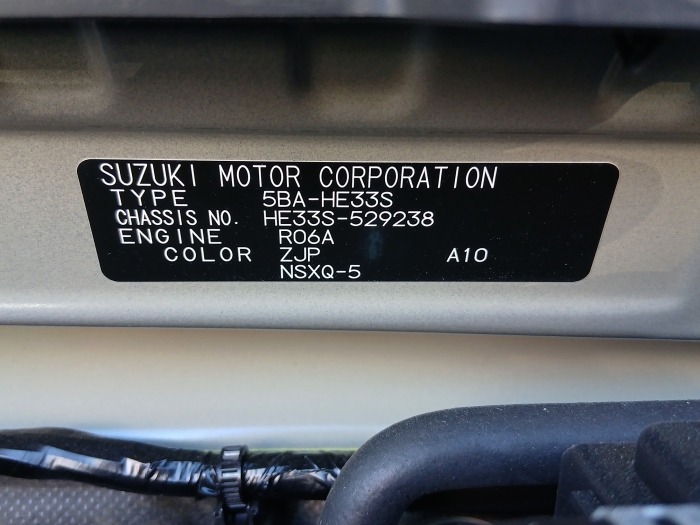 SUZUKI MOTOR CORPORATION
TYPE 5BA-HE33S
CHASSIS NO. HE33S-529238
ENGINE R06A
COLOR ZJP A10
NSXQ-5